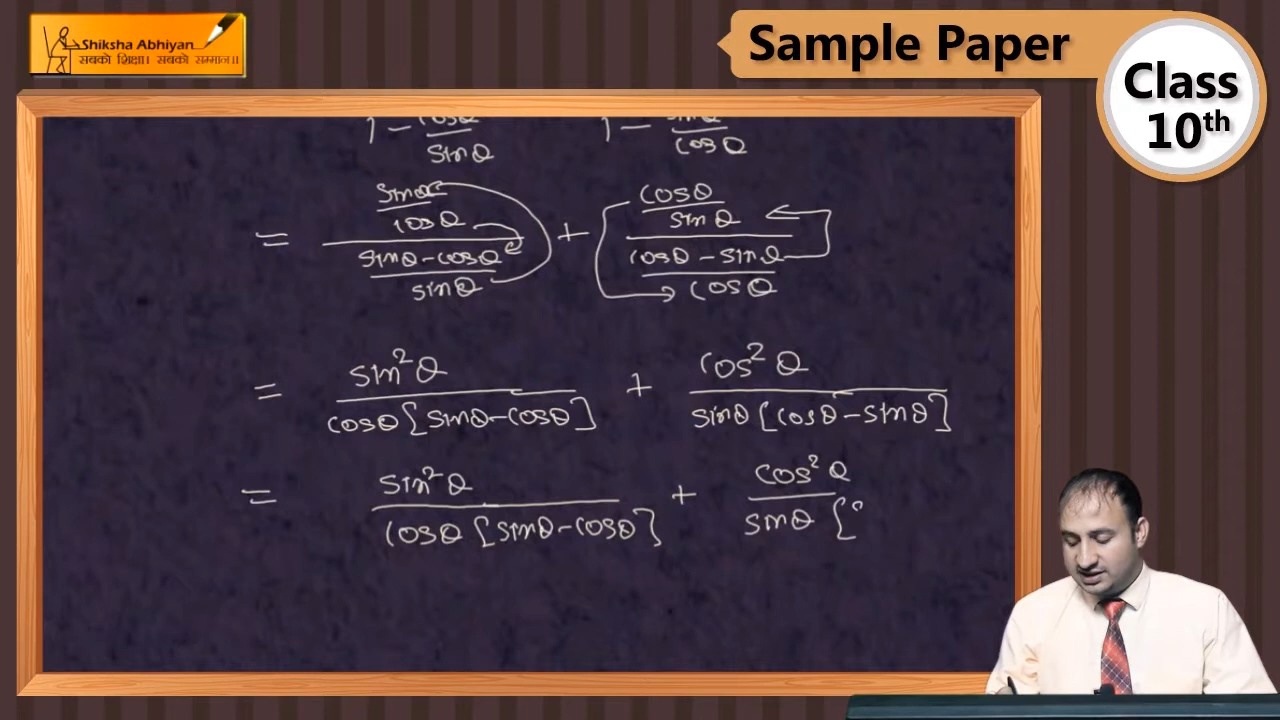 Shiksha Abhiyan
सबको शिक्षा। सबको सम्मान।।
Sample Paper
Class
10th
1 - cosθ/sinθ 1 - sinθ/cosθ
= (sinθ/cosθ)/((sinθ-cosθ)/sinθ) + (cosθ/sinθ)/((cosθ-sinθ)/cosθ)
= sin²θ/(cosθ[sinθ-cosθ]) + cos²θ/(sinθ[cosθ-sinθ])
= sin²θ/(cosθ[sinθ-cosθ]) + cos²θ/(sinθ[